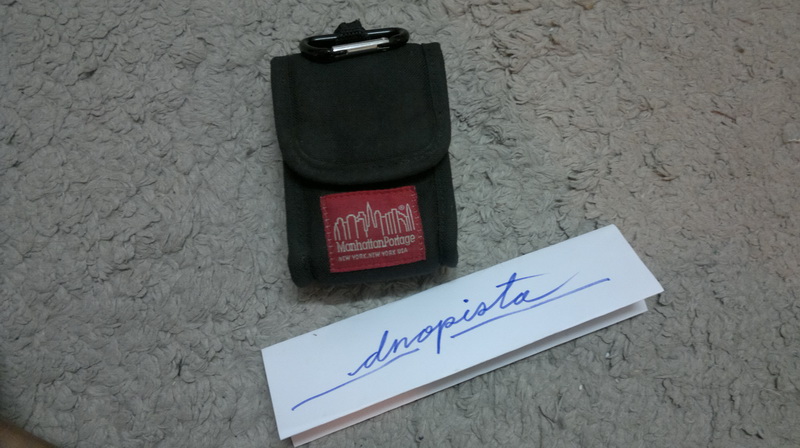 ManhattanPortage
NEW YORK, NEW YORK USA
dnopista